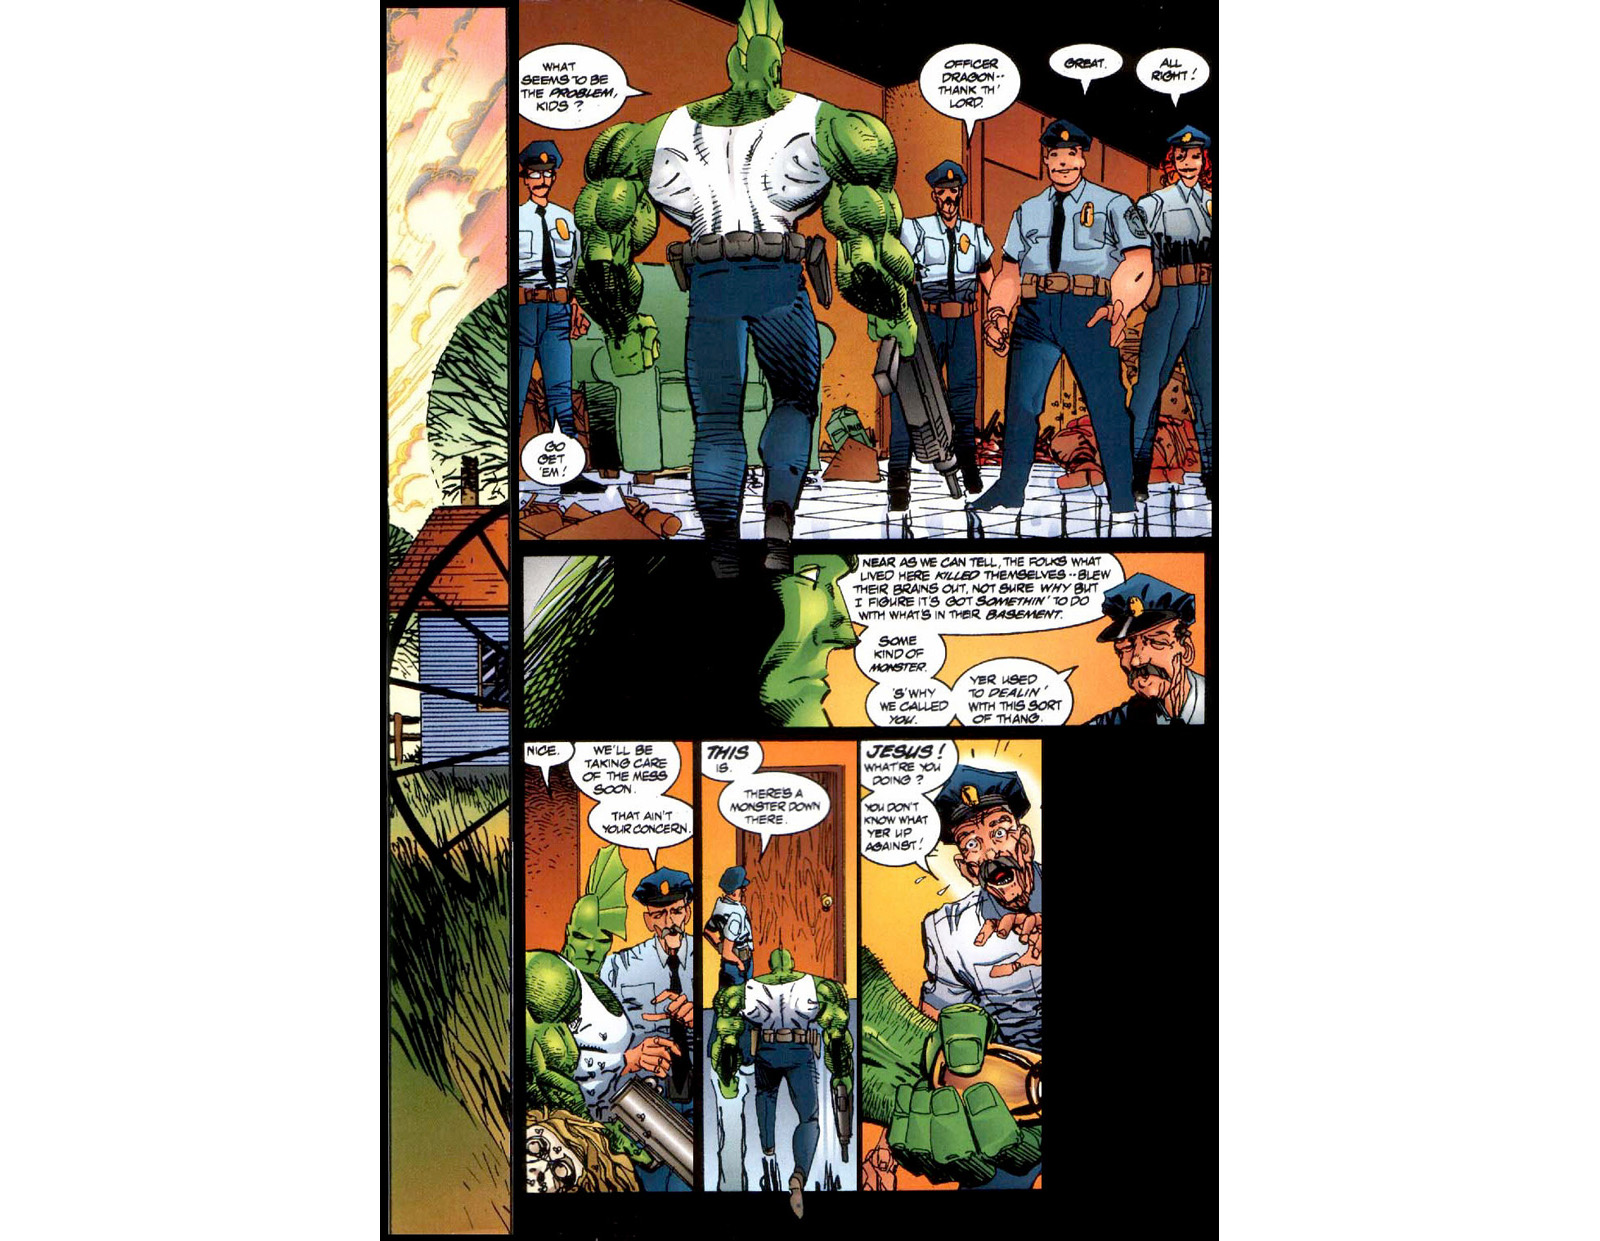 WHAT
SEEMS TO BE
THE PROBLEM,
KIDS?
OFFICER
DRAGON--
THANK TH'
LORD.
GREAT.
ALL
RIGHT!
GO
GET
'EM!
NEAR AS WE CAN TELL, THE FOLKS WHAT
LIVED HERE KILLED THEMSELVES--BLEW
THEIR BRAINS OUT, NOT SURE WHY BUT
I FIGURE IT'S GOT SOMETHIN' TO DO
WITH WHAT'S IN THEIR BASEMENT.
SOME
KIND OF
MONSTER.
'S' WHY
WE CALLED
YOU.
YER USED
TO DEALIN'
WITH THIS SORT
OF THANG.
NICE.
WE'LL BE
TAKING CARE
OF THE MESS
SOON.
THAT AIN'T
YOUR CONCERN.
THIS
IS.
THERE'S A
MONSTER DOWN
THERE.
JESUS!
WHAT'RE YOU
DOING?
YOU DON'T
KNOW WHAT
YER UP
AGAINST!